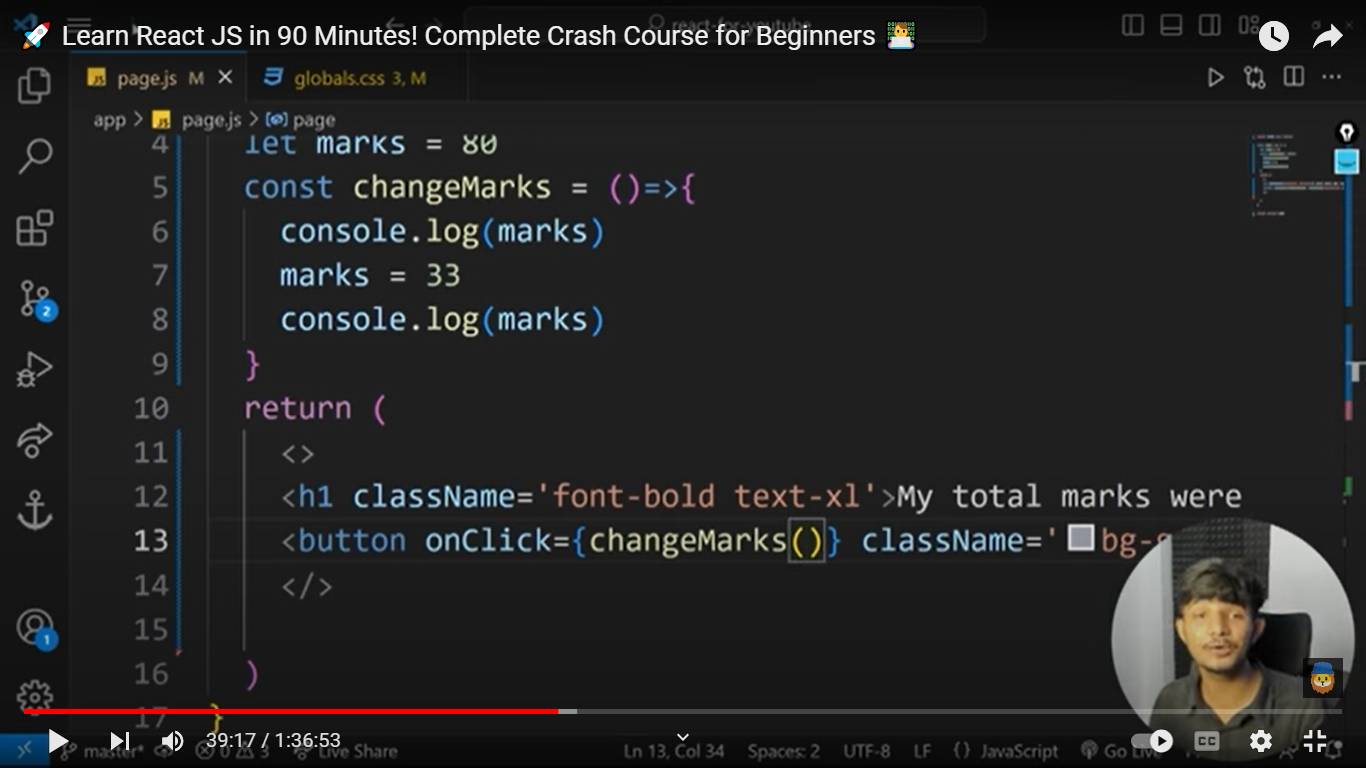 🚀 Learn React JS in 90 Minutes! Complete Crash Course for Beginners 👨‍💻
react-for-youtube
page.js M
globals.css 3, M
app > page.js > page
4 let marks = 80
5 const changeMarks = ()=>{
6 console.log(marks)
7 marks = 33
8 console.log(marks)
9 }
10 return (
11 <>
12 <h1 className='font-bold text-xl'>My total marks were
13 <button onClick={changeMarks()} className='bg-
14 </>
15
16 )
17 }
2
1
39:17 / 1:36:53
CC
master* 0 3 Live Share
Ln 13, Col 34 Spaces: 2 UTF-8 LF {} JavaScript Go Live